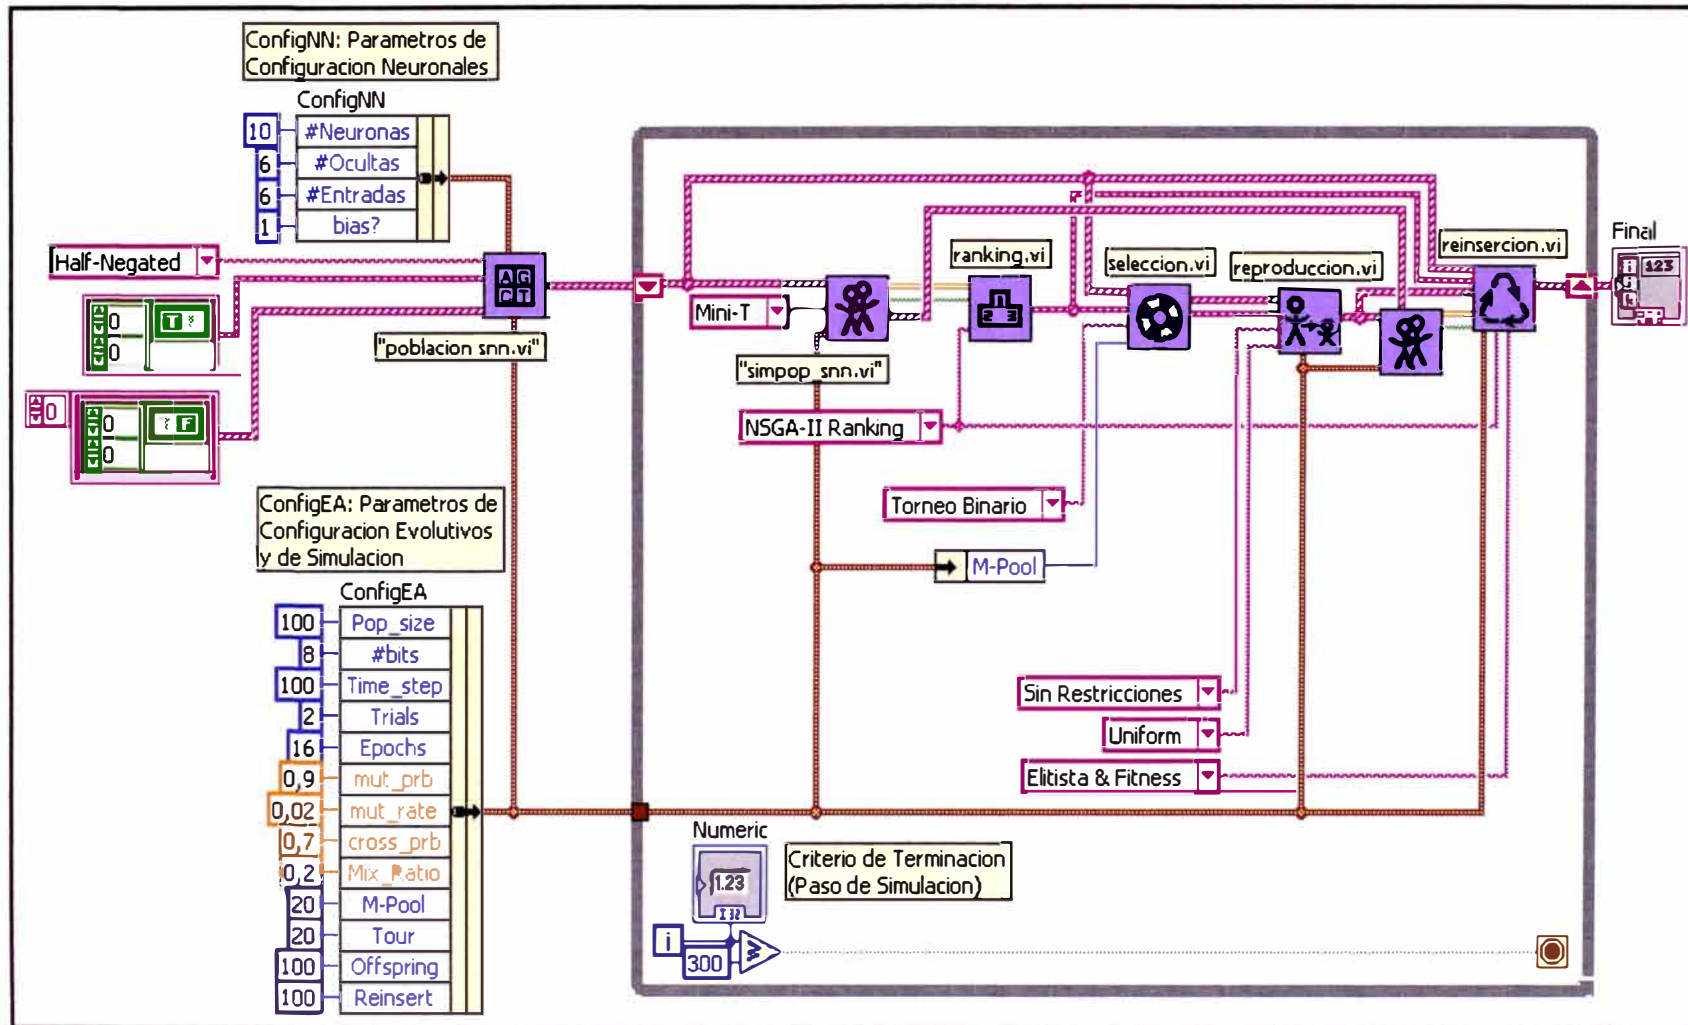 ConfigNN: Parametros de
Configuracion Neuronales
ConfigNN
10 #Neuronas
6 #Ocultas
6 #Entradas
1 bias?
Half-Negated
A G
C T
T
0
0
"poblacion snn.vi"
0
F
0
0
ConfigEA: Parametros de
Configuracion Evolutivos
y de Simulacion
ConfigEA
100 Pop_size
8 #bits
100 Time_step
2 Trials
16 Epochs
0,9 mut_prb
0,02 mut_rate
0,7 cross_prb
0,2 Mix_Ratio
20 M-Pool
20 Tour
100 Offspring
100 Reinsert
Mini-T
"simpop snn.vi"
ranking.vi
1
2 3
seleccion.vi
reproduccion.vi
reinsercion.vi
Final
123
NSGA-II Ranking
Torneo Binario
M-Pool
Sin Restricciones
Uniform
Elitista & Fitness
Numeric
1.23
I32
Criterio de Terminacion
(Paso de Simulacion)
i
300